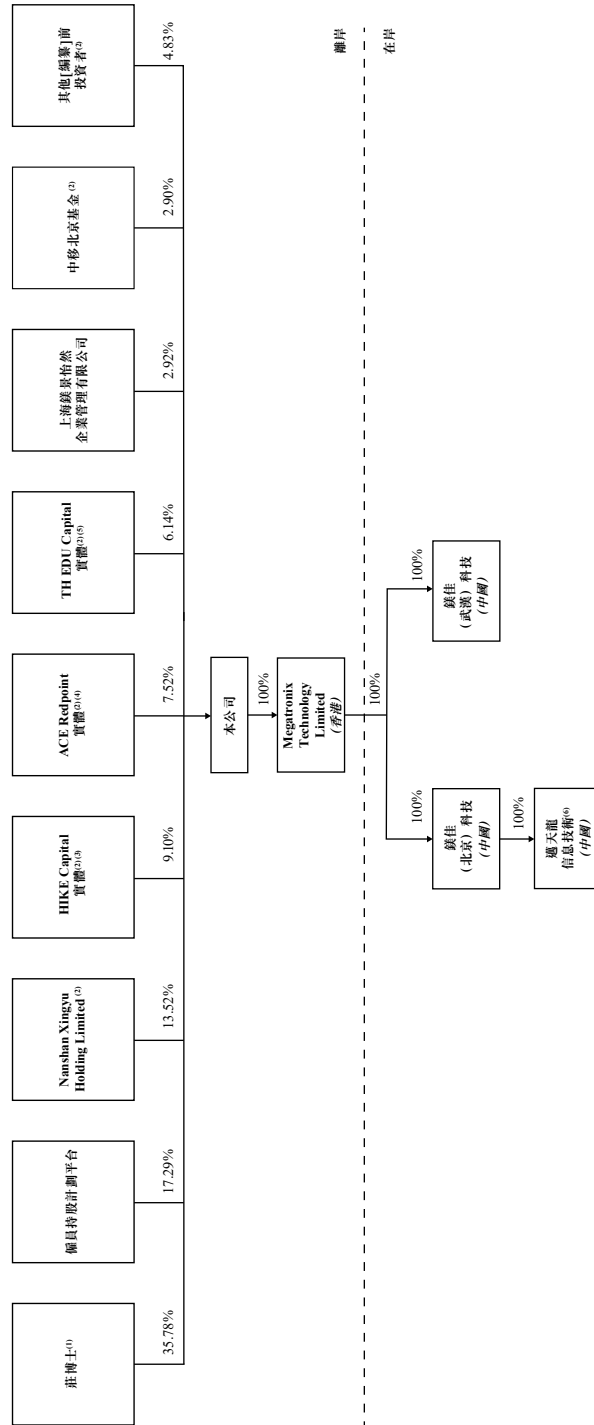 莊博士(1)
35.78%
僱員持股計劃平台
17.29%
Nanshan Xingyu
Holding Limited (2)
13.52%
HIKE Capital
實體(2)(3)
9.10%
ACE Redpoint
實體(2)(4)
7.52%
TH EDU Capital
實體(2)(5)
6.14%
上海鎂景怡然
企業管理有限公司
2.92%
中移北京基金(2)
2.90%
其他[編纂]前
投資者(2)
4.83%
本公司
100%
Megatronix
Technology
Limited
(香港)
離岸
在岸
100%
100%
鎂佳
(北京)科技
(中國)
100%
鎂佳
(武漢)科技
(中國)
100%
邁天龍
信息技術(6)
(中國)